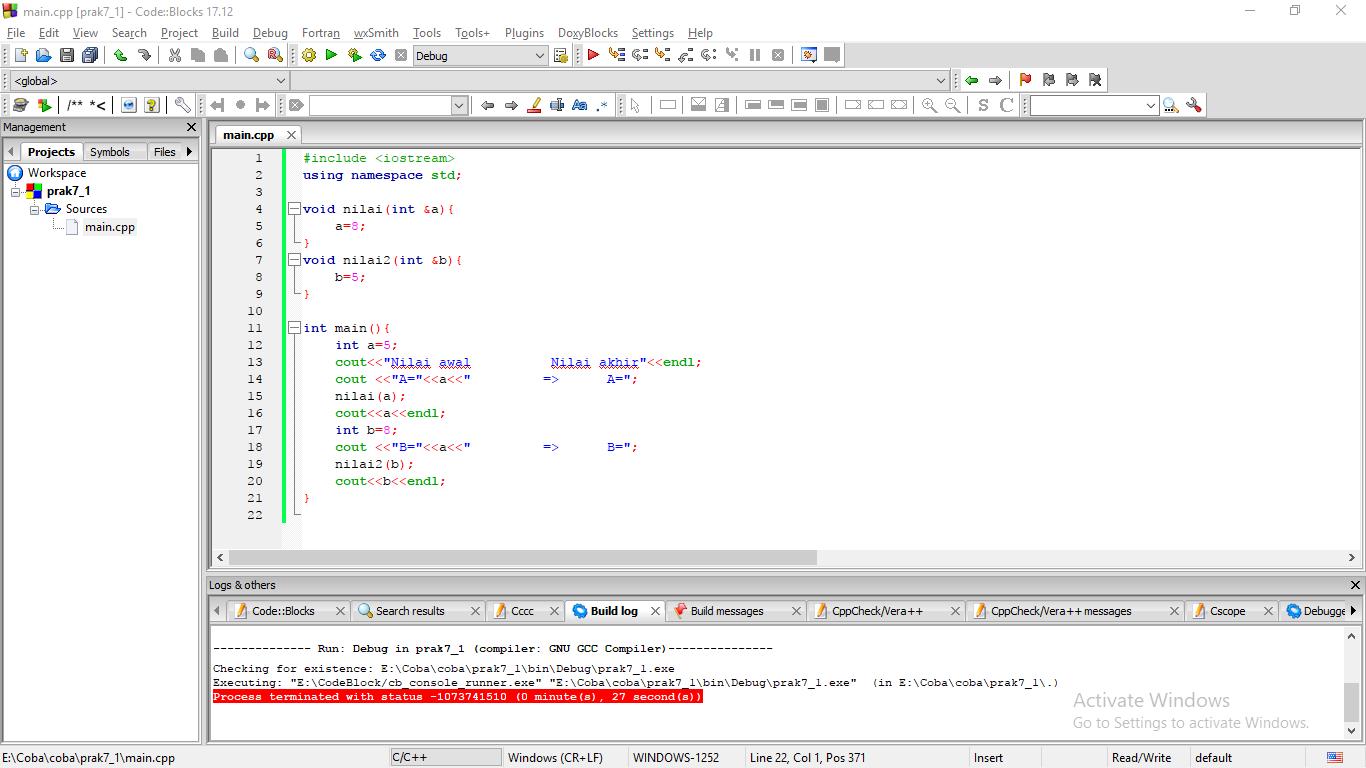 main.cpp [prak7_1] - Code::Blocks 17.12
File Edit View Search Project Build Debug Fortran wxSmith Tools Tools+ Plugins DoxyBlocks Settings Help
Debug
<global>
/** *<
Aa .*
S C
Management
main.cpp
Projects Symbols Files
Workspace
prak7_1
Sources
main.cpp
1 #include <iostream>
2 using namespace std;
3
4 void nilai(int &a){
5     a=8;
6 }
7 void nilai2(int &b){
8     b=5;
9 }
10
11 int main(){
12     int a=5;
13     cout<<"Nilai awal          Nilai akhir"<<endl;
14     cout <<"A="<<a<<"         =>      A=";
15     nilai(a);
16     cout<<a<<endl;
17     int b=8;
18     cout <<"B="<<a<<"         =>      B=";
19     nilai2(b);
20     cout<<b<<endl;
21 }
22
Logs & others
Code::Blocks Search results Cccc Build log Build messages CppCheck/Vera++ CppCheck/Vera++ messages Cscope Debugge
-------------- Run: Debug in prak7_1 (compiler: GNU GCC Compiler)---------------
Checking for existence: E:\Coba\coba\prak7_1\bin\Debug\prak7_1.exe
Executing: "E:\CodeBlock/cb_console_runner.exe" "E:\Coba\coba\prak7_1\bin\Debug\prak7_1.exe"  (in E:\Coba\coba\prak7_1\.)
Process terminated with status -1073741510 (0 minute(s), 27 second(s))
Activate Windows
Go to Settings to activate Windows.
E:\Coba\coba\prak7_1\main.cpp C/C++ Windows (CR+LF) WINDOWS-1252 Line 22, Col 1, Pos 371 Insert Read/Write default